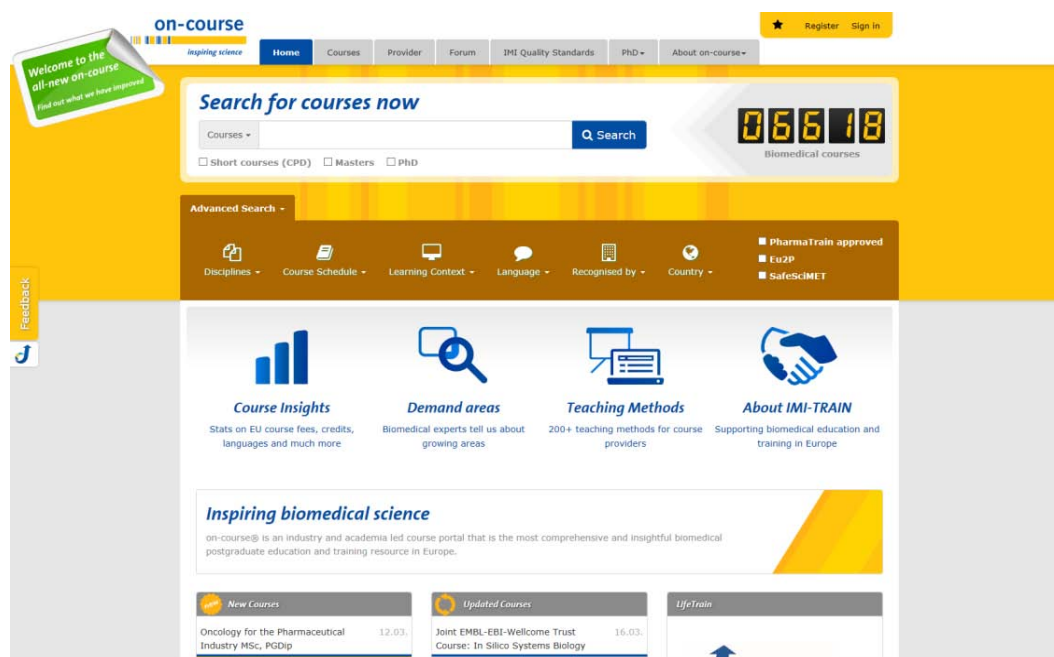 on-course
inspiring science
Register Sign in
Home Courses Provider Forum IMI Quality Standards PhD About on-course
Welcome to the
all-new on-course
Find out what we have improved
Search for courses now
Courses
Search
Short courses (CPD) Masters PhD
06618
Biomedical courses
Advanced Search
Disciplines Course Schedule Learning Context Language Recognised by Country
PharmaTrain approved
Eu2P
SafeSciMET
Feedback
Course Insights
Stats on EU course fees, credits,
languages and much more
Demand areas
Biomedical experts tell us about
growing areas
Teaching Methods
200+ teaching methods for course
providers
About IMI-TRAIN
Supporting biomedical education and
training in Europe
Inspiring biomedical science
on-course® is an industry and academia led course portal that is the most comprehensive and insightful biomedical
postgraduate education and training resource in Europe.
new
New Courses
Oncology for the Pharmaceutical 12.03.
Industry MSc, PGDip
Updated Courses
Joint EMBL-EBI-Wellcome Trust 16.03.
Course: In Silico Systems Biology
LifeTrain